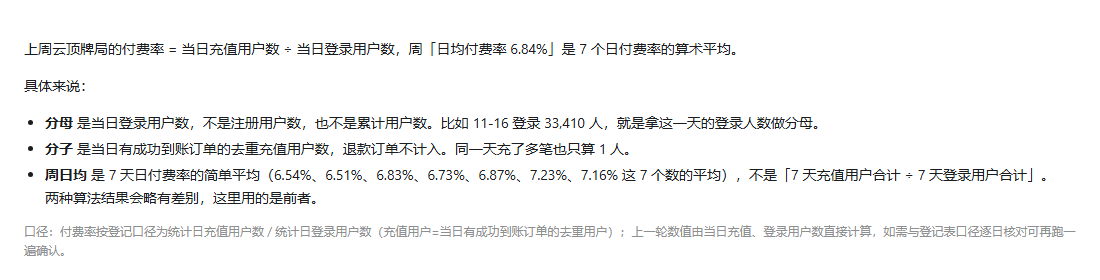 上周云顶牌局的付费率 = 当日充值用户数 ÷ 当日登录用户数，周「日均付费率 6.84%」是 7 个日付费率的算术平均。
具体来说：
• 分母 是当日登录用户数，不是注册用户数，也不是累计用户数。比如 11-16 登录 33,410 人，就是拿这一天的登录人数做分母。
• 分子 是当日有成功到账订单的去重充值用户数，退款订单不计入。同一天充了多笔也只算 1 人。
• 周日均 是 7 天日付费率的简单平均（6.54%、6.51%、6.83%、6.73%、6.87%、7.23%、7.16% 这 7 个数的平均），不是「7 天充值用户合计 ÷ 7 天登录用户合计」。
两种算法结果会略有差别，这里用的是前者。
口径：付费率按登记口径为统计日充值用户数 / 统计日登录用户数（充值用户=当日有成功到账订单的去重用户）；上一轮数值由当日充值、登录用户数直接计算，如需与登记表口径逐日核对可再跑一
遍确认。